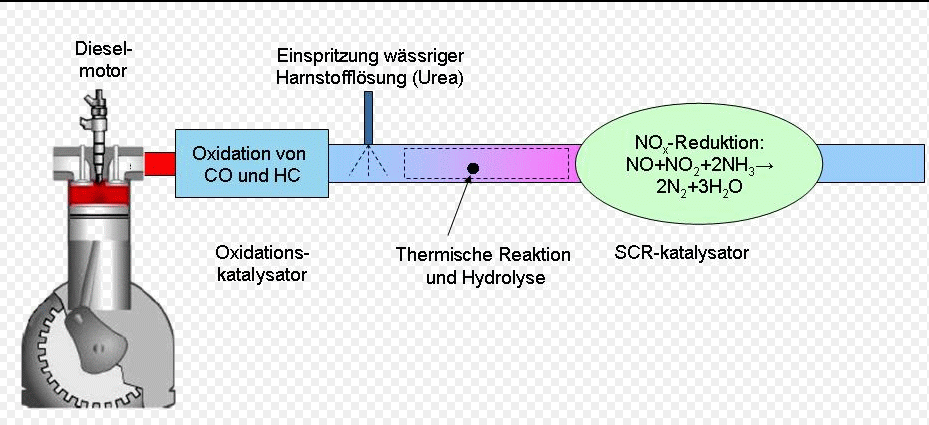 Diesel-
motor
Einspritzung wässriger
Harnstofflösung (Urea)
Oxidation von
CO und HC
NOₓ-Reduktion:
NO+NO₂+2NH₃→
2N₂+3H₂O
Oxidations-
katalysator
Thermische Reaktion
und Hydrolyse
SCR-katalysator